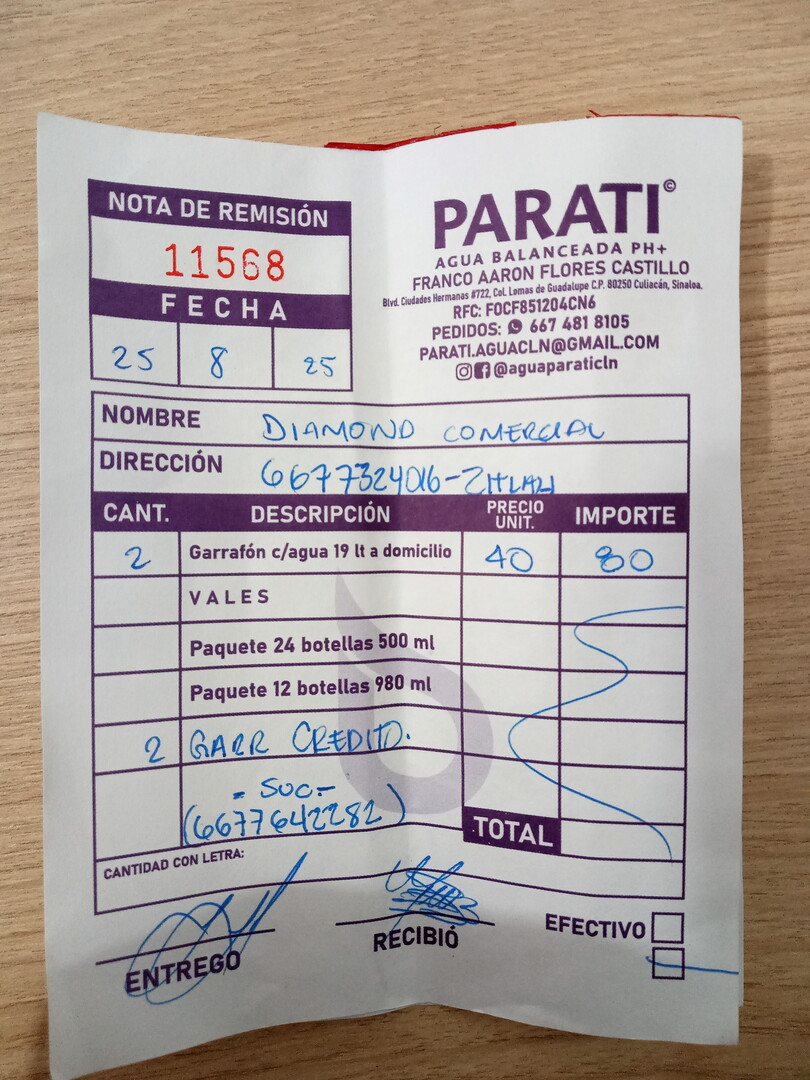 NOTA DE REMISIÓN
11568
FECHA
25 8 25
PARATI©
AGUA BALANCEADA PH+
FRANCO AARON FLORES CASTILLO
Blvd. Ciudades Hermanas #722, Col. Lomas de Guadalupe C.P. 80250 Culiacán, Sinaloa.
RFC: FOCF851204CN6
PEDIDOS: 667 481 8105
PARATI.AGUACLN@GMAIL.COM
@aguaparaticln
NOMBRE DIAMOND COMERCIAL
DIRECCIÓN 6677324016-
CANT. DESCRIPCIÓN PRECIO UNIT. IMPORTE
2 Garrafón c/agua 19 lt a domicilio 40 80
VALES
Paquete 24 botellas 500 ml
Paquete 12 botellas 980 ml
2 GARR CREDITO.
= SUC=
(6677642282)
TOTAL
CANTIDAD CON LETRA:
ENTREGO
RECIBIÓ
EFECTIVO